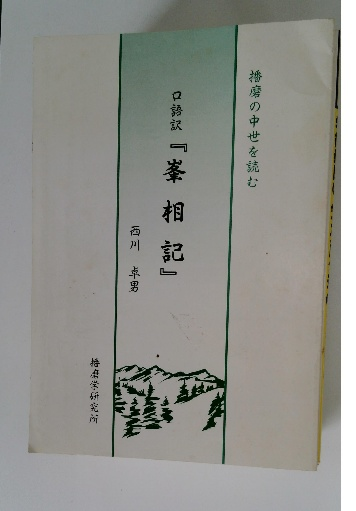 播磨の中世を読む
口語訳『峯相記』
西川 卓男
播磨学研究所